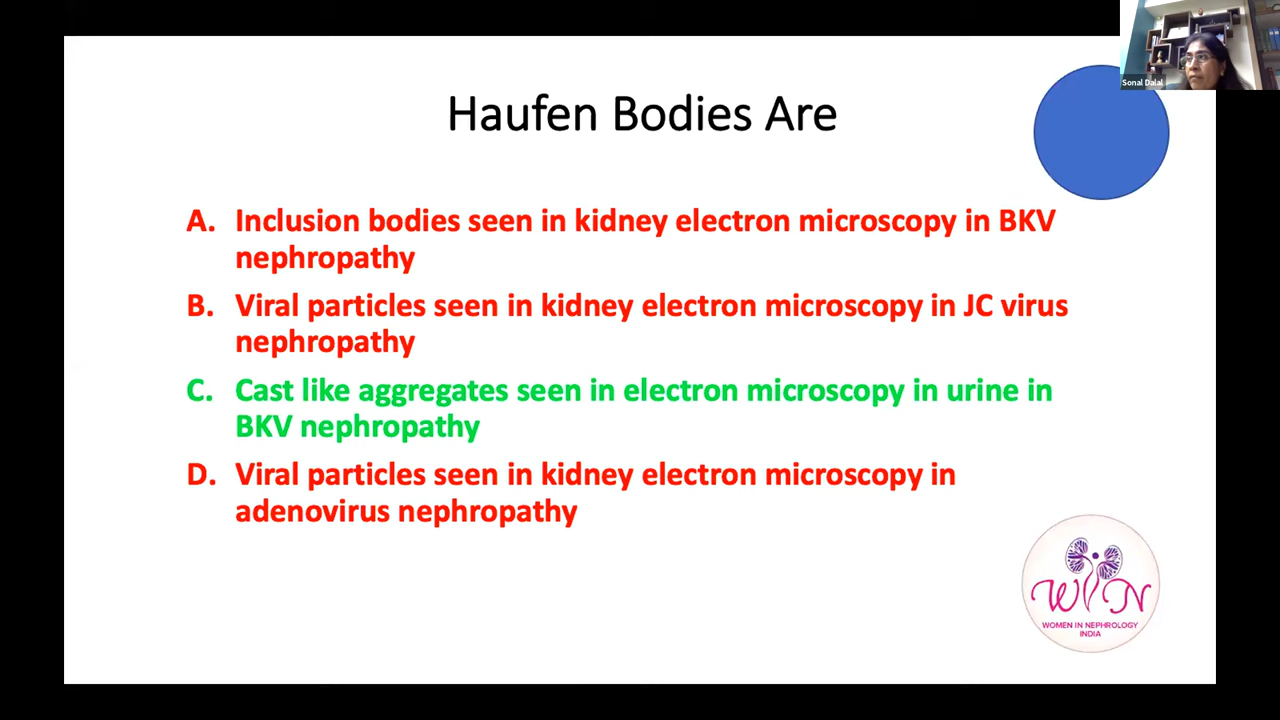 Sonal Dalal
Haufen Bodies Are
A. Inclusion bodies seen in kidney electron microscopy in BKV
nephropathy
B. Viral particles seen in kidney electron microscopy in JC virus
nephropathy
C. Cast like aggregates seen in electron microscopy in urine in
BKV nephropathy
D. Viral particles seen in kidney electron microscopy in
adenovirus nephropathy
WIN
WOMEN IN NEPHROLOGY
INDIA